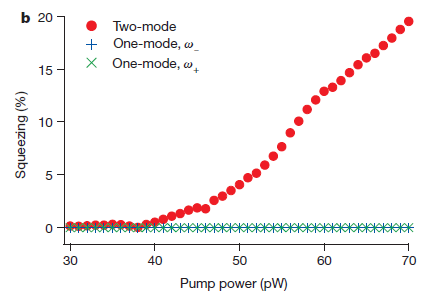 b
20
15
10
5
0
Squeezing (%)
Two-mode
One-mode, ω₋
One-mode, ω₊
30 40 50 60 70
Pump power (pW)